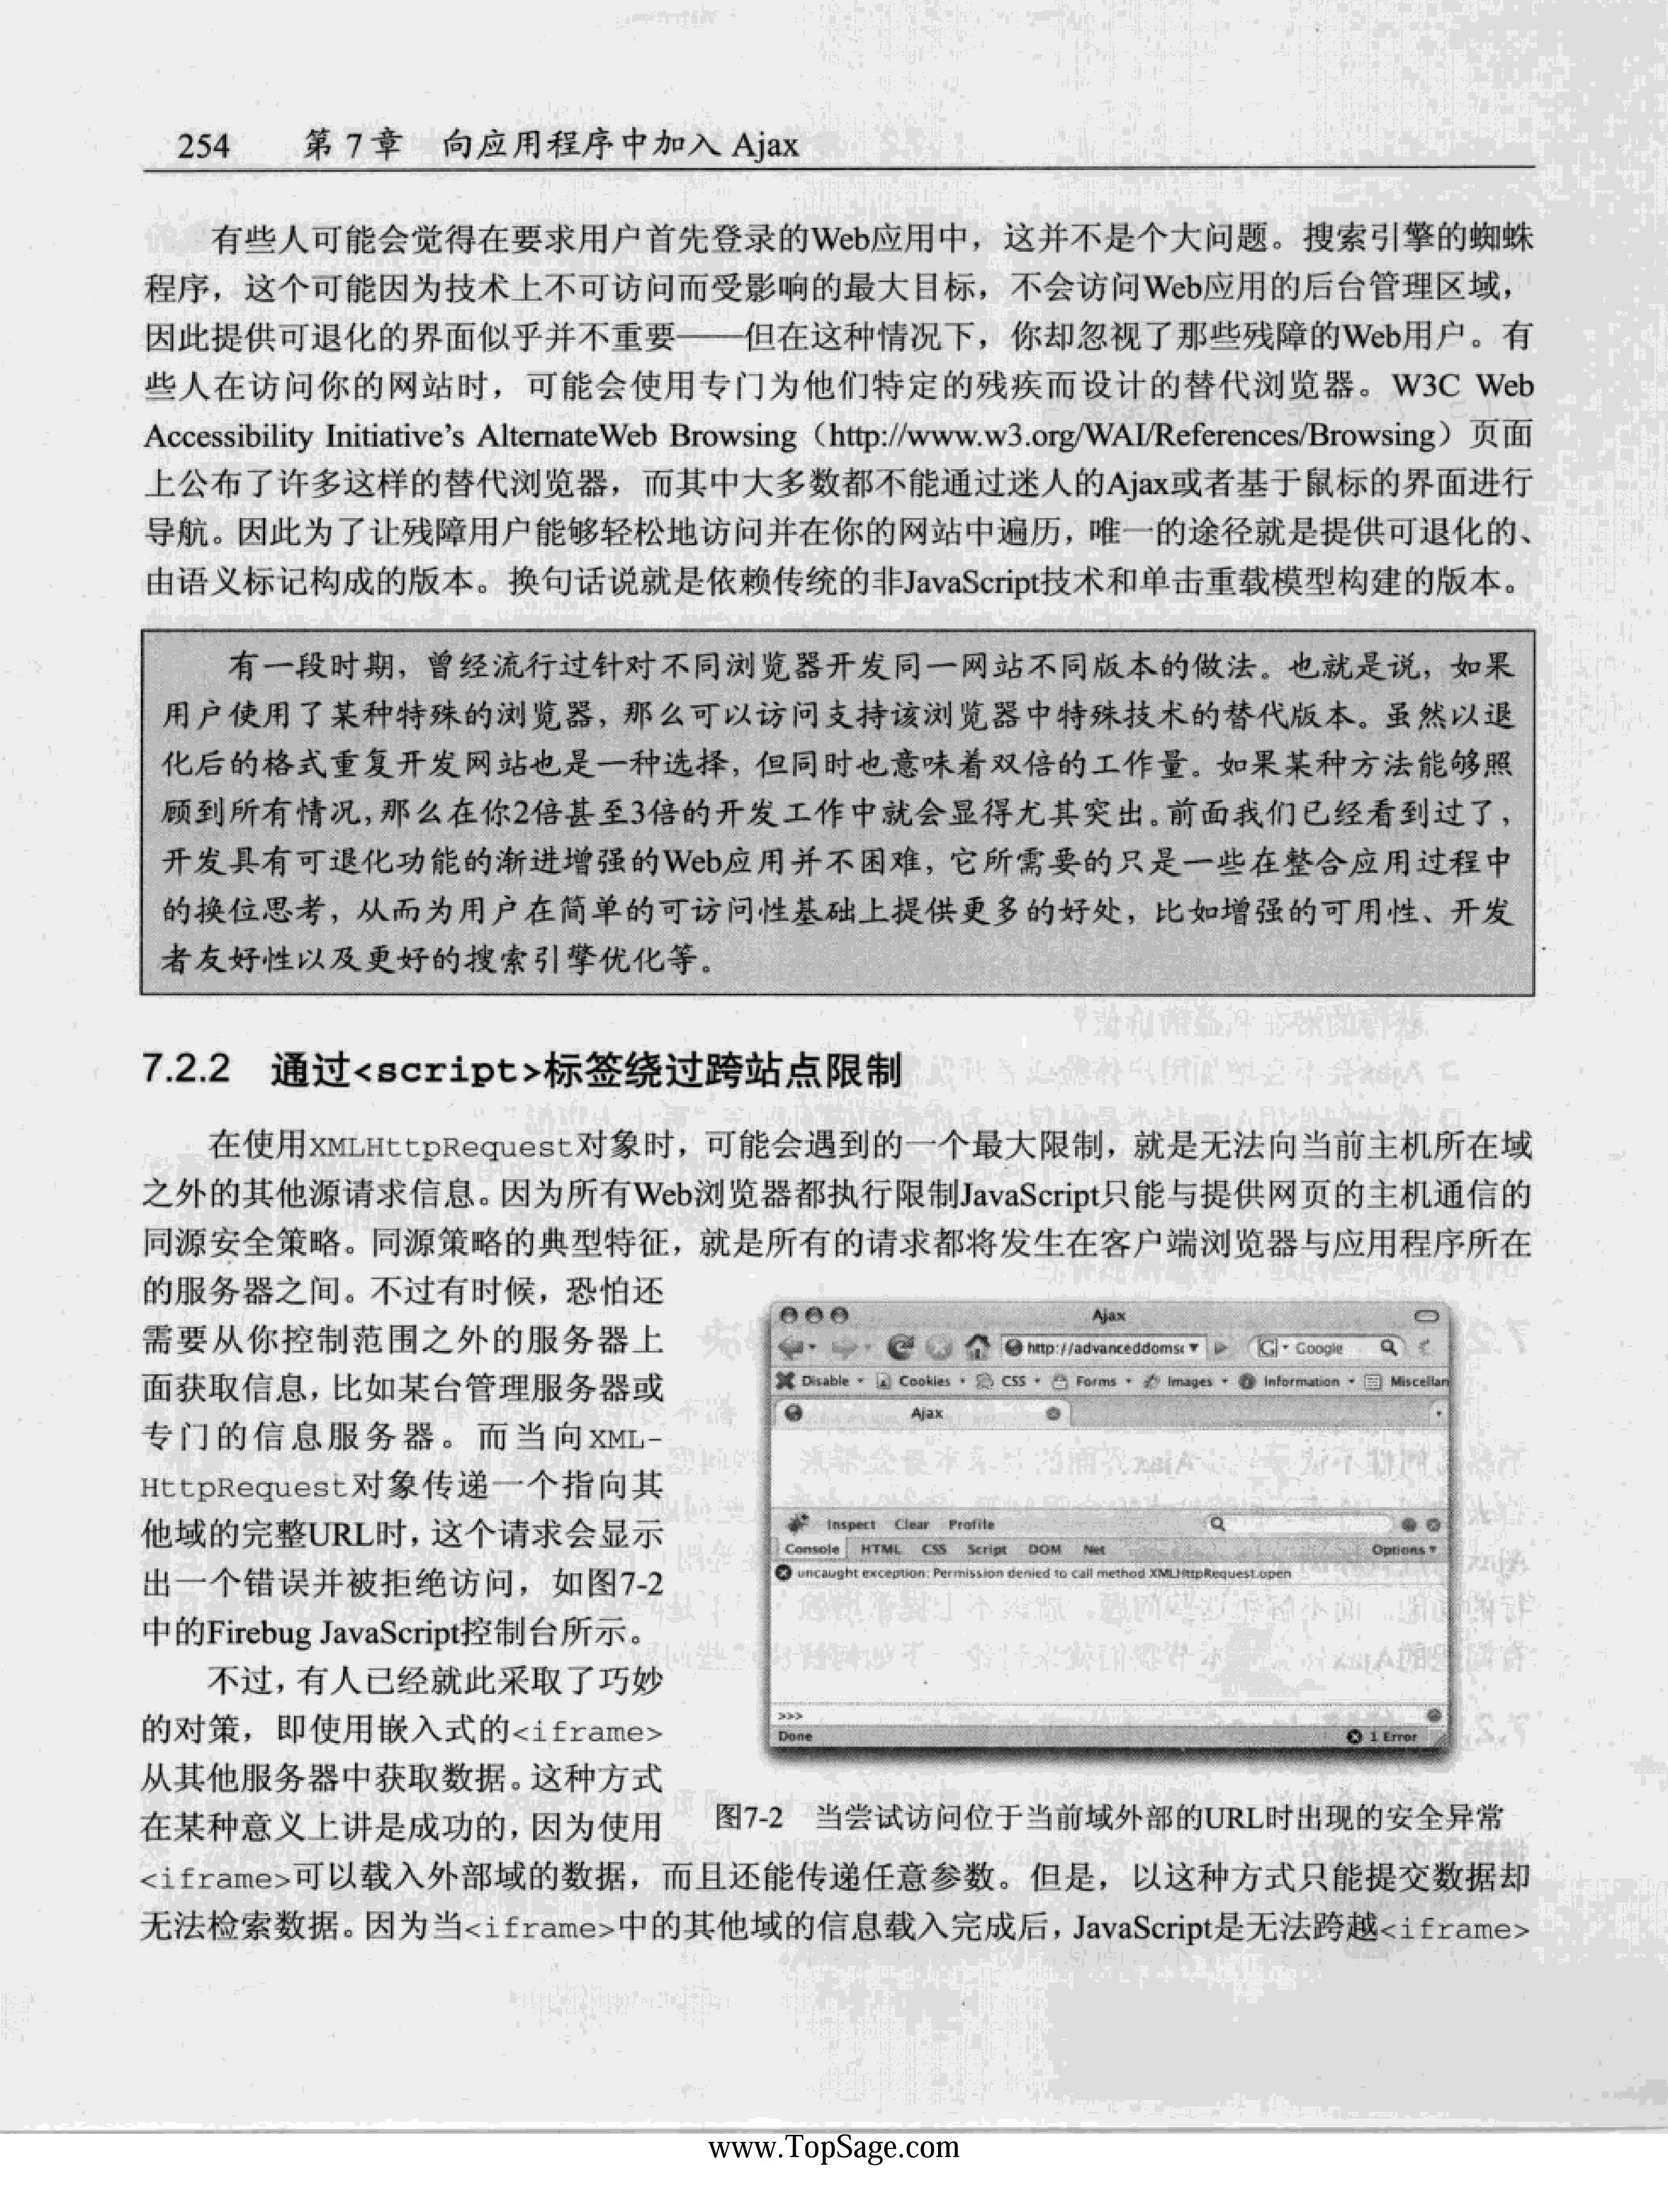 254 第 7 章 向应用程序中加入 Ajax
有些人可能会觉得在要求用户首先登录的Web应用中，这并不是个大问题。搜索引擎的蜘蛛
程序，这个可能因为技术上不可访问而受影响的最大目标，不会访问Web应用的后台管理区域，
因此提供可退化的界面似乎并不重要——但在这种情况下，你却忽视了那些残障的Web用户。有
些人在访问你的网站时，可能会使用专门为他们特定的残疾而设计的替代浏览器。W3C Web
Accessibility Initiative's AlternateWeb Browsing（http://www.w3.org/WAI/References/Browsing）页面
上公布了许多这样的替代浏览器，而其中大多数都不能通过迷人的Ajax或者基于鼠标的界面进行
导航。因此为了让残障用户能够轻松地访问并在你的网站中遍历，唯一的途径就是提供可退化的、
由语义标记构成的版本。换句话说就是依赖传统的非JavaScript技术和单击重载模型构建的版本。
有一段时期，曾经流行过针对不同浏览器开发同一网站不同版本的做法。也就是说，如果
用户使用了某种特殊的浏览器，那么可以访问支持该浏览器中特殊技术的替代版本。虽然以退
化后的格式重复开发网站也是一种选择，但同时也意味着双倍的工作量。如果某种方法能够照
顾到所有情况，那么在你2倍甚至3倍的开发工作中就会显得尤其突出。前面我们已经看到过了，
开发具有可退化功能的渐进增强的Web应用并不困难，它所需要的只是一些在整合应用过程中
的换位思考，从而为用户在简单的可访问性基础上提供更多的好处，比如增强的可用性、开发
者友好性以及更好的搜索引擎优化等。
7.2.2 通过<script>标签绕过跨站点限制
在使用XMLHttpRequest对象时，可能会遇到的一个最大限制，就是无法向当前主机所在域
之外的其他源请求信息。因为所有Web浏览器都执行限制JavaScript只能与提供网页的主机通信的
同源安全策略。同源策略的典型特征，就是所有的请求都将发生在客户端浏览器与应用程序所在
的服务器之间。不过有时候，恐怕还
需要从你控制范围之外的服务器上
面获取信息，比如某台管理服务器或
专门的信息服务器。而当向XML-
HttpRequest对象传递一个指向其
他域的完整URL时，这个请求会显示
出一个错误并被拒绝访问，如图7-2
中的Firebug JavaScript控制台所示。
不过，有人已经就此采取了巧妙
的对策，即使用嵌入式的<iframe>
从其他服务器中获取数据。这种方式
在某种意义上讲是成功的，因为使用
Ajax
http://advanceddomsc Google
Disable Cookies CSS Forms Images Information Miscellan
Ajax
Inspect Clear Profile
Console HTML CSS Script DOM Net Options
uncaught exception: Permission denied to call method XMLHttpRequest.open
>>>
Done 1 Error
图7-2 当尝试访问位于当前域外部的URL时出现的安全异常
<iframe>可以载入外部域的数据，而且还能传递任意参数。但是，以这种方式只能提交数据却
无法检索数据。因为当<iframe>中的其他域的信息载入完成后，JavaScript是无法跨越<iframe>
www.TopSage.com